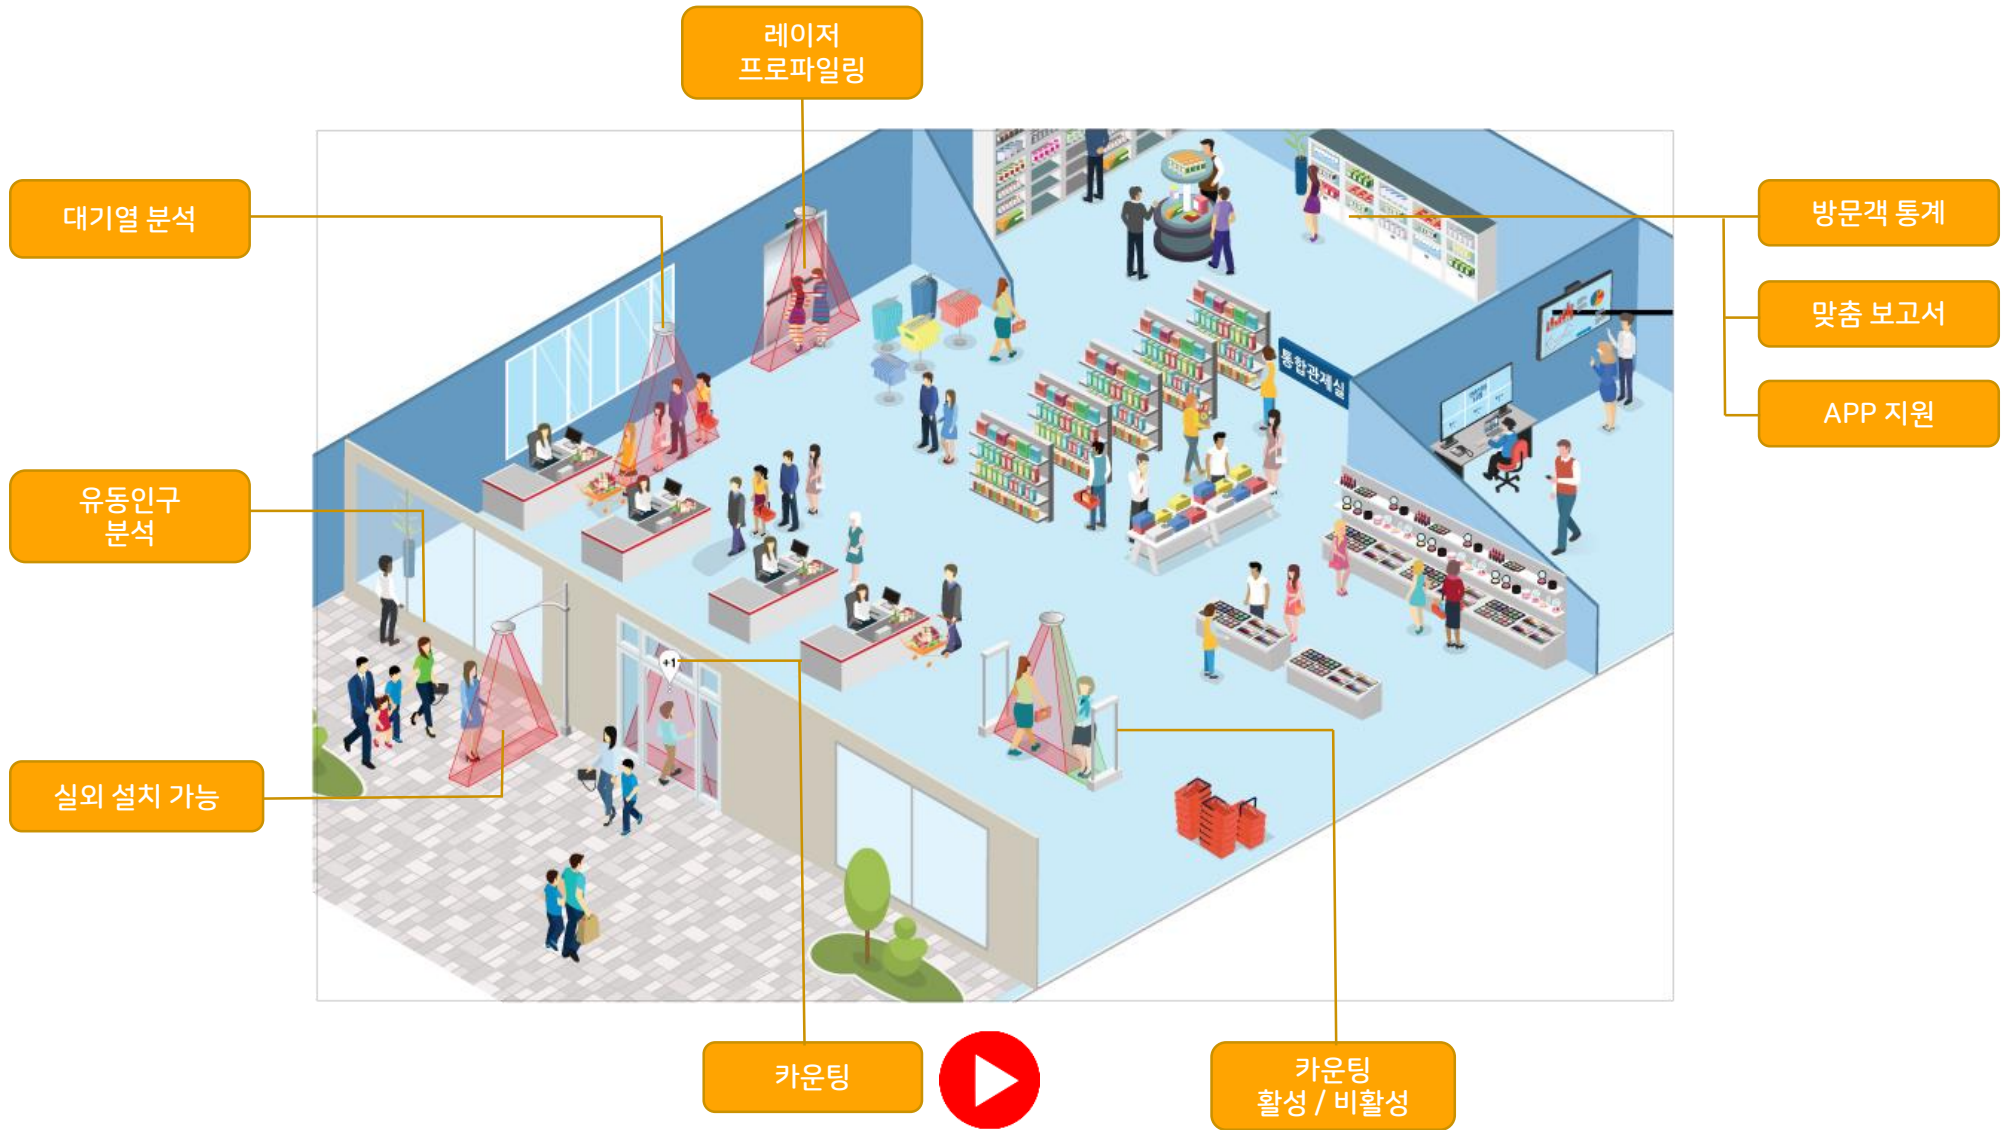 레이저
프로파일링
대기열 분석
방문객 통계
맞춤 보고서
통합관제실
APP 지원
유동인구
분석
+1
실외 설치 가능
카운팅
카운팅
활성 / 비활성